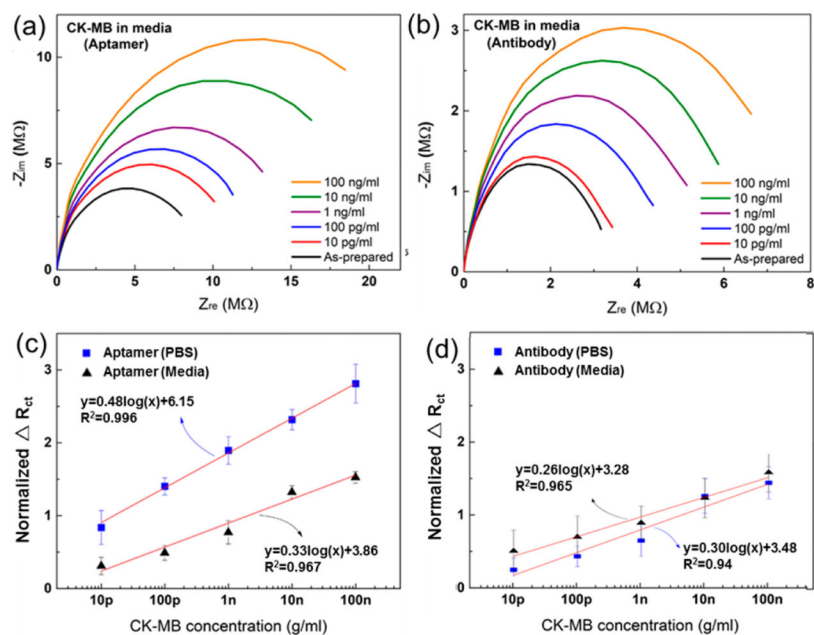 (a)
CK-MB in media
(Aptamer)
-Zim (MΩ)
10
5
0
100 ng/ml
10 ng/ml
1 ng/ml
100 pg/ml
10 pg/ml
As-prepared
0 5 10 15 20
Zre (MΩ)
(b)
CK-MB in media
(Antibody)
-Zim (MΩ)
3
2
1
0
100 ng/ml
10 ng/ml
1 ng/ml
100 pg/ml
10 pg/ml
As-prepared
0 2 4 6 8
Zre (MΩ)
(c)
Aptamer (PBS)
Aptamer (Media)
Normalized △ Rct
3
2
1
0
y=0.48log(x)+6.15
R²=0.996
y=0.33log(x)+3.86
R²=0.967
10p 100p 1n 10n 100n
CK-MB concentration (g/ml)
(d)
Antibody (PBS)
Antibody (Media)
Normalized △ Rct
3
2
1
0
y=0.26log(x)+3.28
R²=0.965
y=0.30log(x)+3.48
R²=0.94
10p 100p 1n 10n 100n
CK-MB concentration (g/ml)